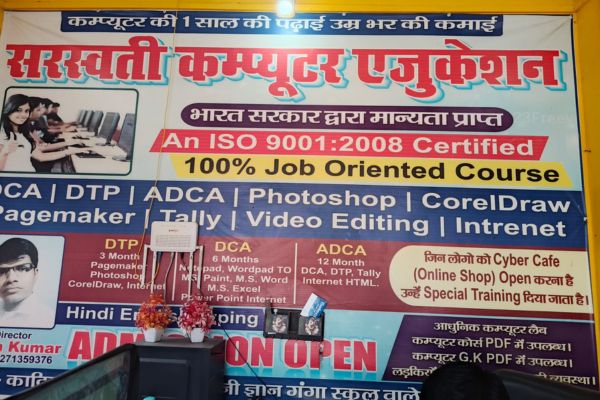 कम्प्यूटर की 1 साल की पढ़ाई उम्र भर की कमाई
सरस्वती कम्प्यूटर एजुकेशन
भारत सरकार द्वारा मान्यता प्राप्त
An ISO 9001:2008 Certified
100% Job Oriented Course
DCA | DTP | ADCA | Photoshop | CorelDraw
Pagemaker | Tally | Video Editing | Intrenet
DTP
3 Month
Pagemaker
Photoshop
CorelDraw, Internet
DCA
6 Months
Notepad, Wordpad TO
M.S. Paint, M.S. Word
M.S. Excel
Power Point Internet
ADCA
12 Month
DCA, DTP, Tally
Internet HTML.
जिन लोगो को Cyber Cafe
(Online Shop) Open करना है
उन्हें Special Training दिया जाता है।
Hindi
Director
Kumar
271359376
ADMISSION OPEN
आधुनिक कम्प्यूटर लैब
कम्प्यूटर कोर्स PDF में उपलब्ध।
कम्प्यूटर G.K PDF में उपलब्ध।
व्यवस्था।
ज्ञान गंगा स्कूल वाले